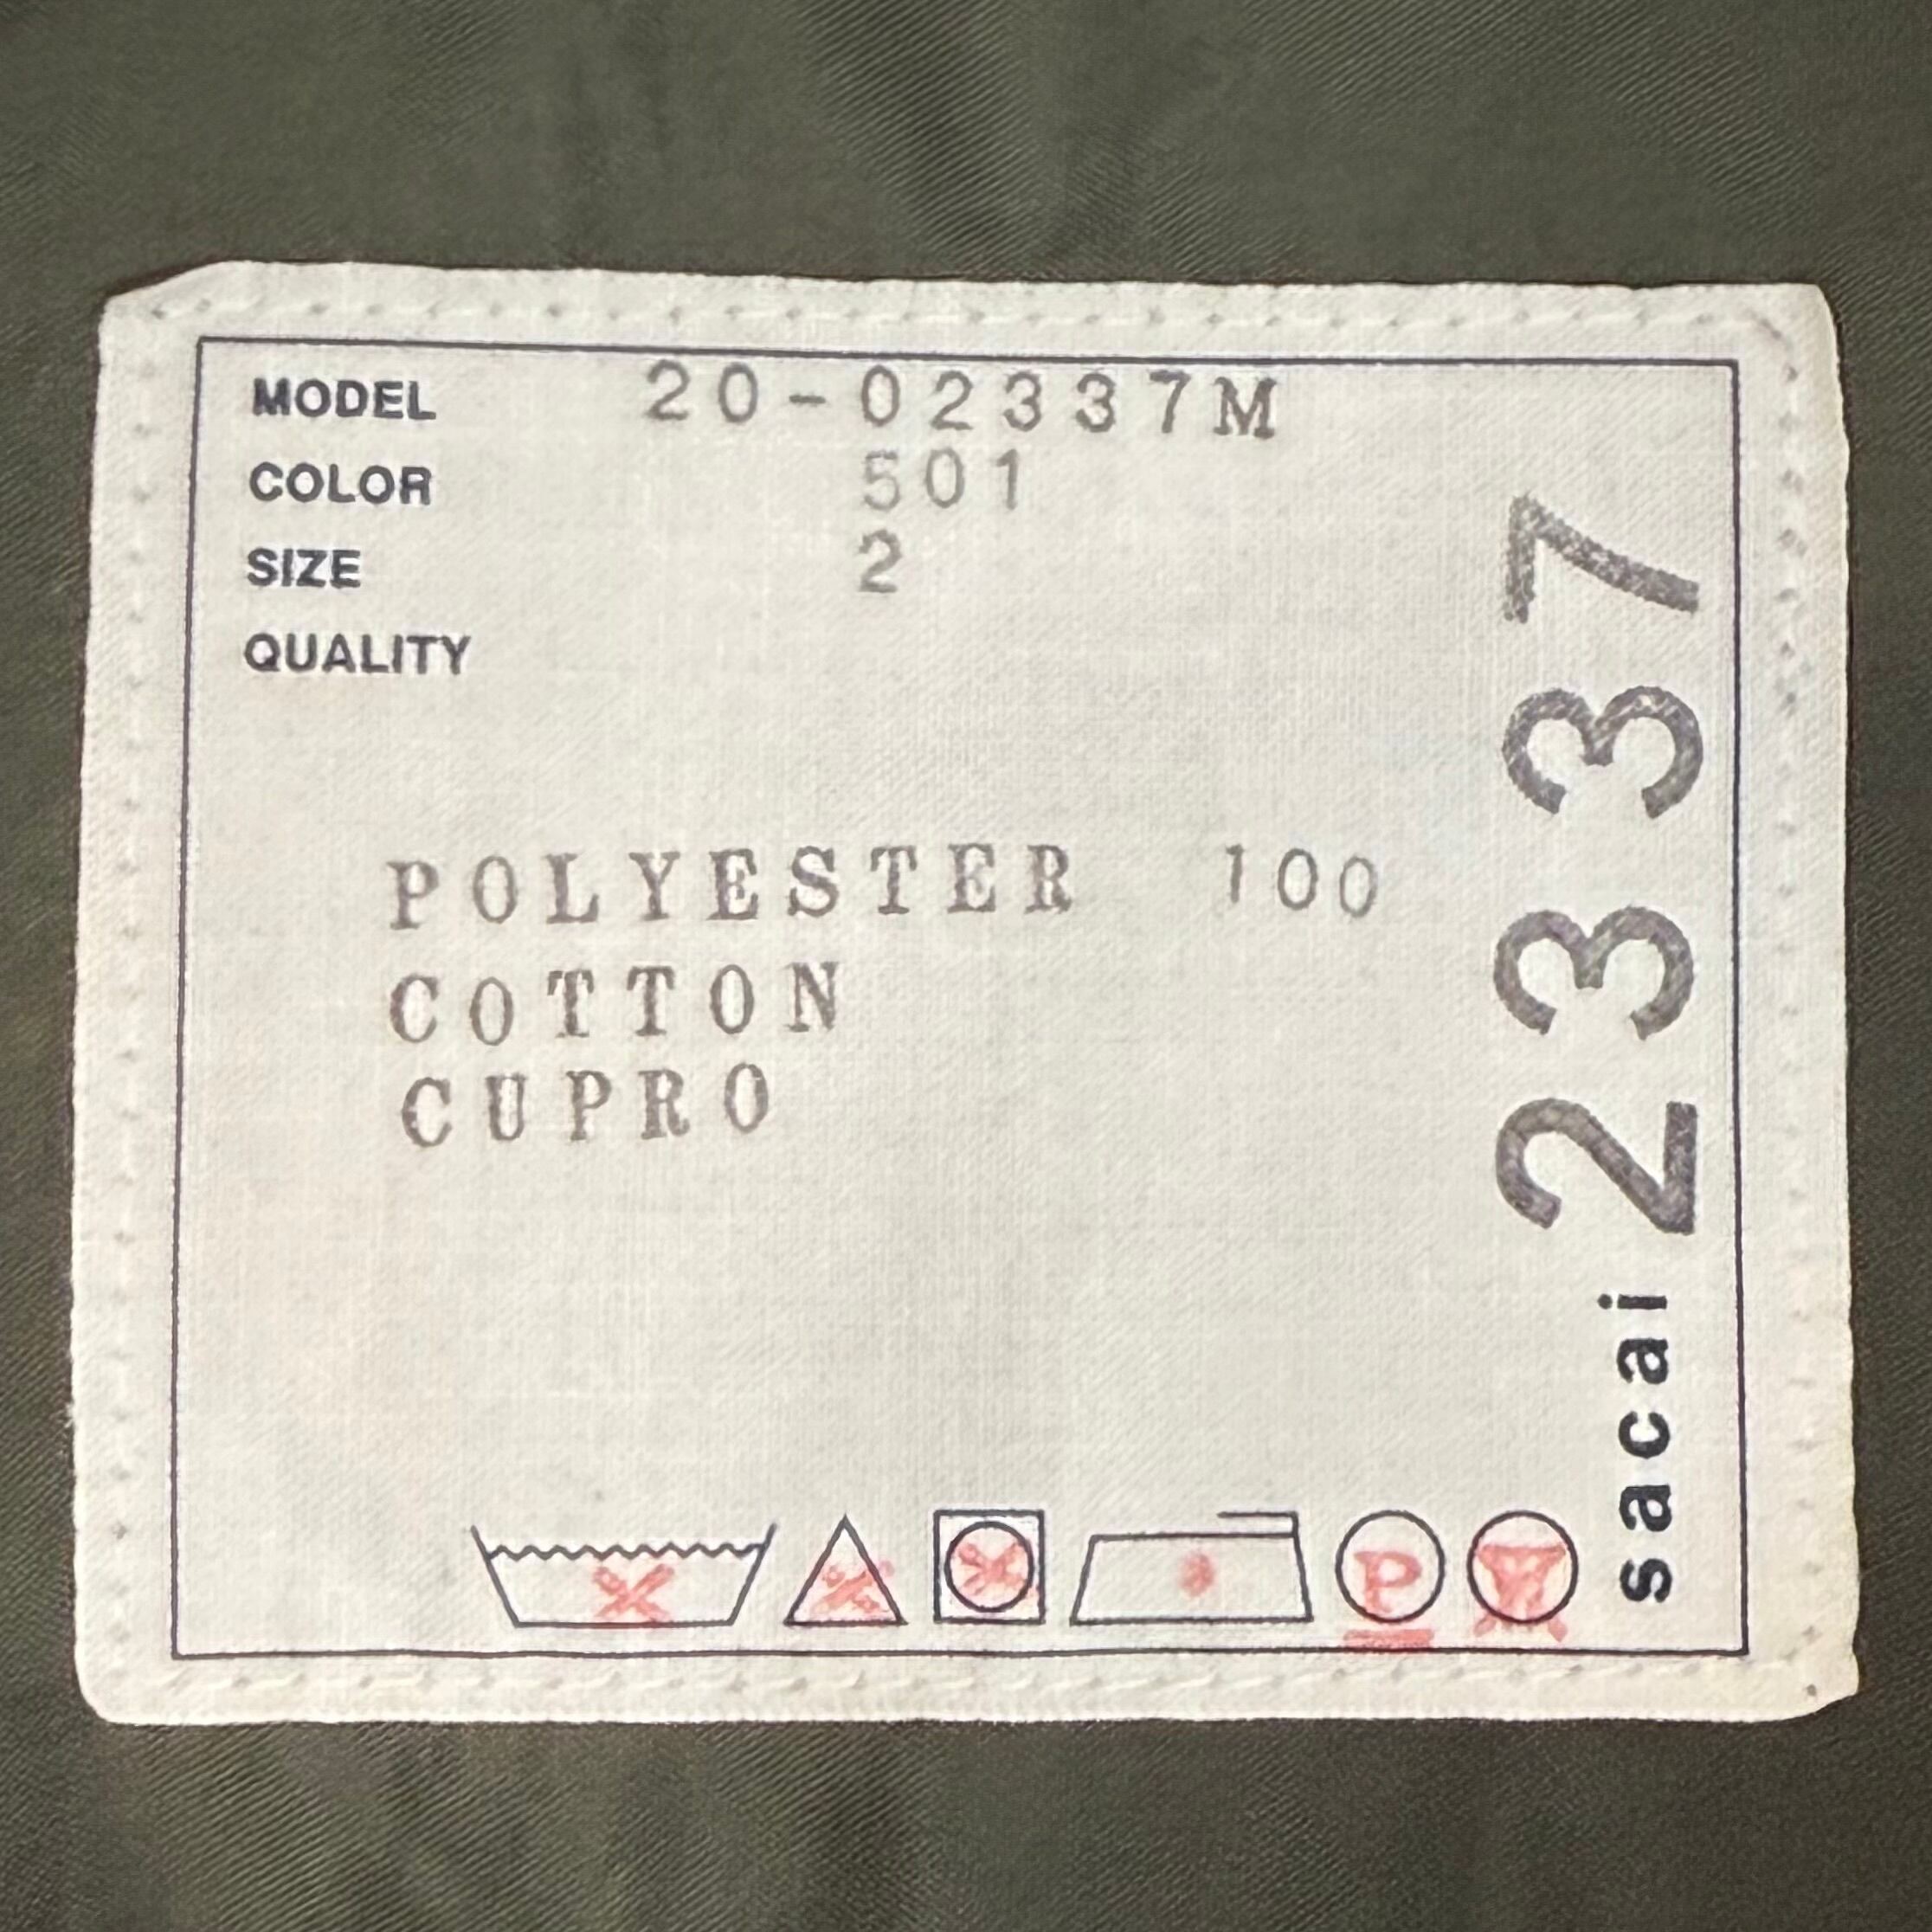 MODEL 20-02337M
COLOR 501
SIZE 2
QUALITY
POLYESTER 100
COTTON
CUPRO
P
W
sacai 2337